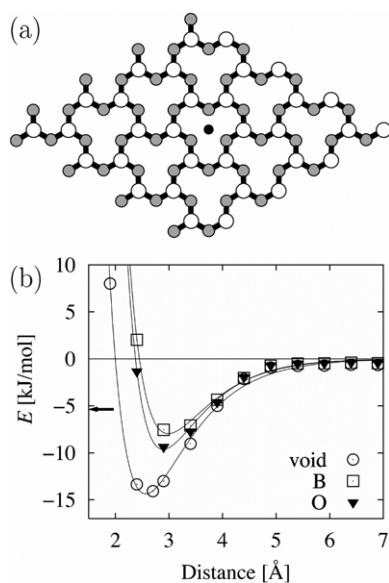 (a)
(b)
10
5
0
-5
-10
-15
E [kJ/mol]
void
B
O
2 3 4 5 6 7
Distance [Å]